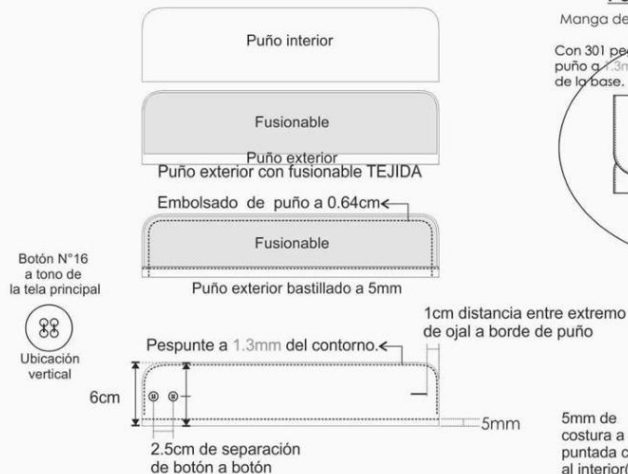 Puño interior
Fusionable
Puño exterior
Puño exterior con fusionable TEJIDA
Embolsado de puño a 0.64cm
Fusionable
Puño exterior bastillado a 5mm
Botón N°16
a tono de
la tela principal
Ubicación
vertical
Pespunte a 1.3mm del contorno.
1cm distancia entre extremo
de ojal a borde de puño
6cm
5mm
2.5cm de separación
de botón a botón
Manga de
Con 301
puño a 1.3m
de la base.
5mm de
costura a
puntada
al interior